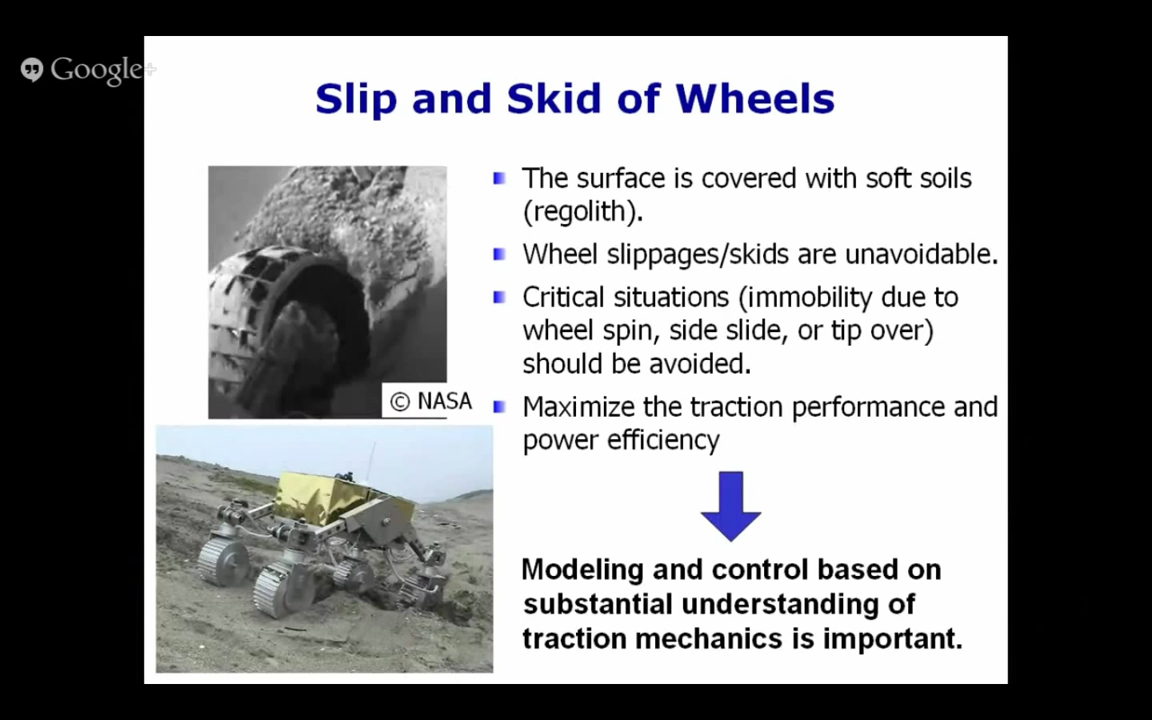 Google+
Slip and Skid of Wheels
The surface is covered with soft soils
(regolith).
Wheel slippages/skids are unavoidable.
Critical situations (immobility due to
wheel spin, side slide, or tip over)
should be avoided.
© NASA
Maximize the traction performance and
power efficiency
Modeling and control based on
substantial understanding of
traction mechanics is important.